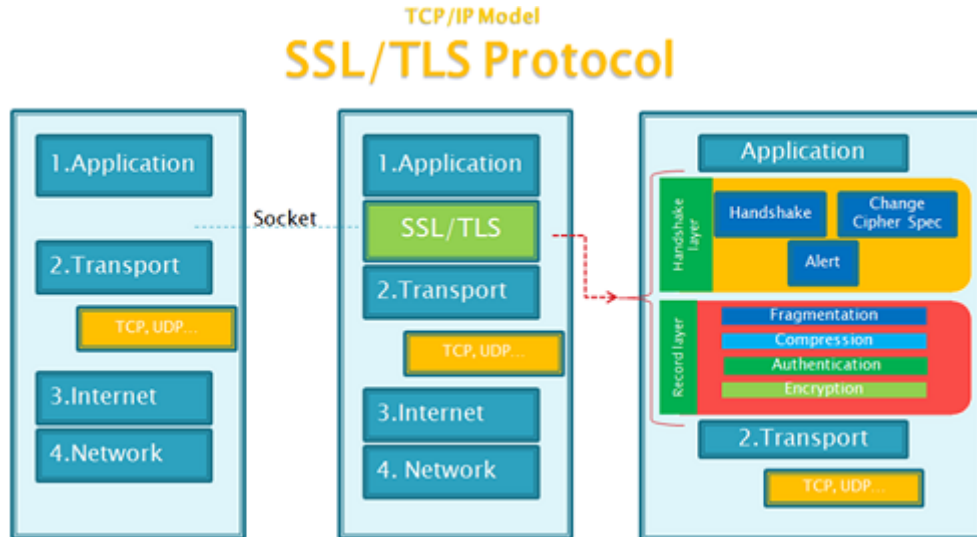 TCP/IP Model
SSL/TLS Protocol
1.Application
2.Transport
TCP, UDP...
3.Internet
4.Network
Socket
1.Application
SSL/TLS
2.Transport
TCP, UDP...
3.Internet
4. Network
Application
Handshake
layer
Handshake
Change
Cipher Spec
Alert
Record layer
Fragmentation
Compression
Authentication
Encryption
2.Transport
TCP, UDP...